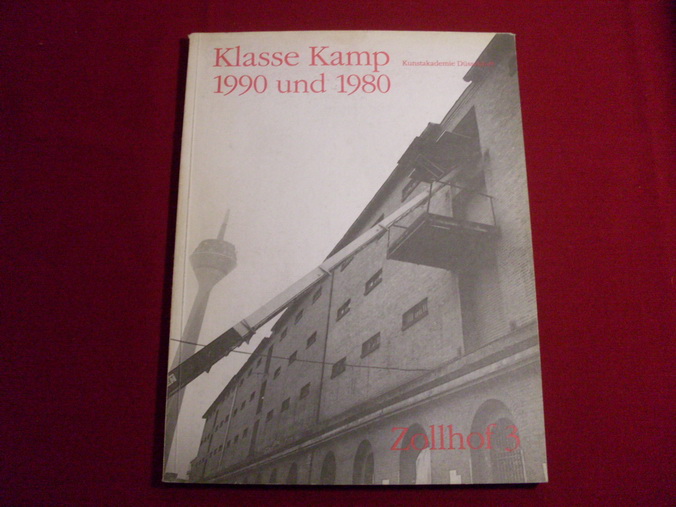 Klasse Kamp
Kunstakademie Düsseldorf
1990 und 1980
Zollhof 3